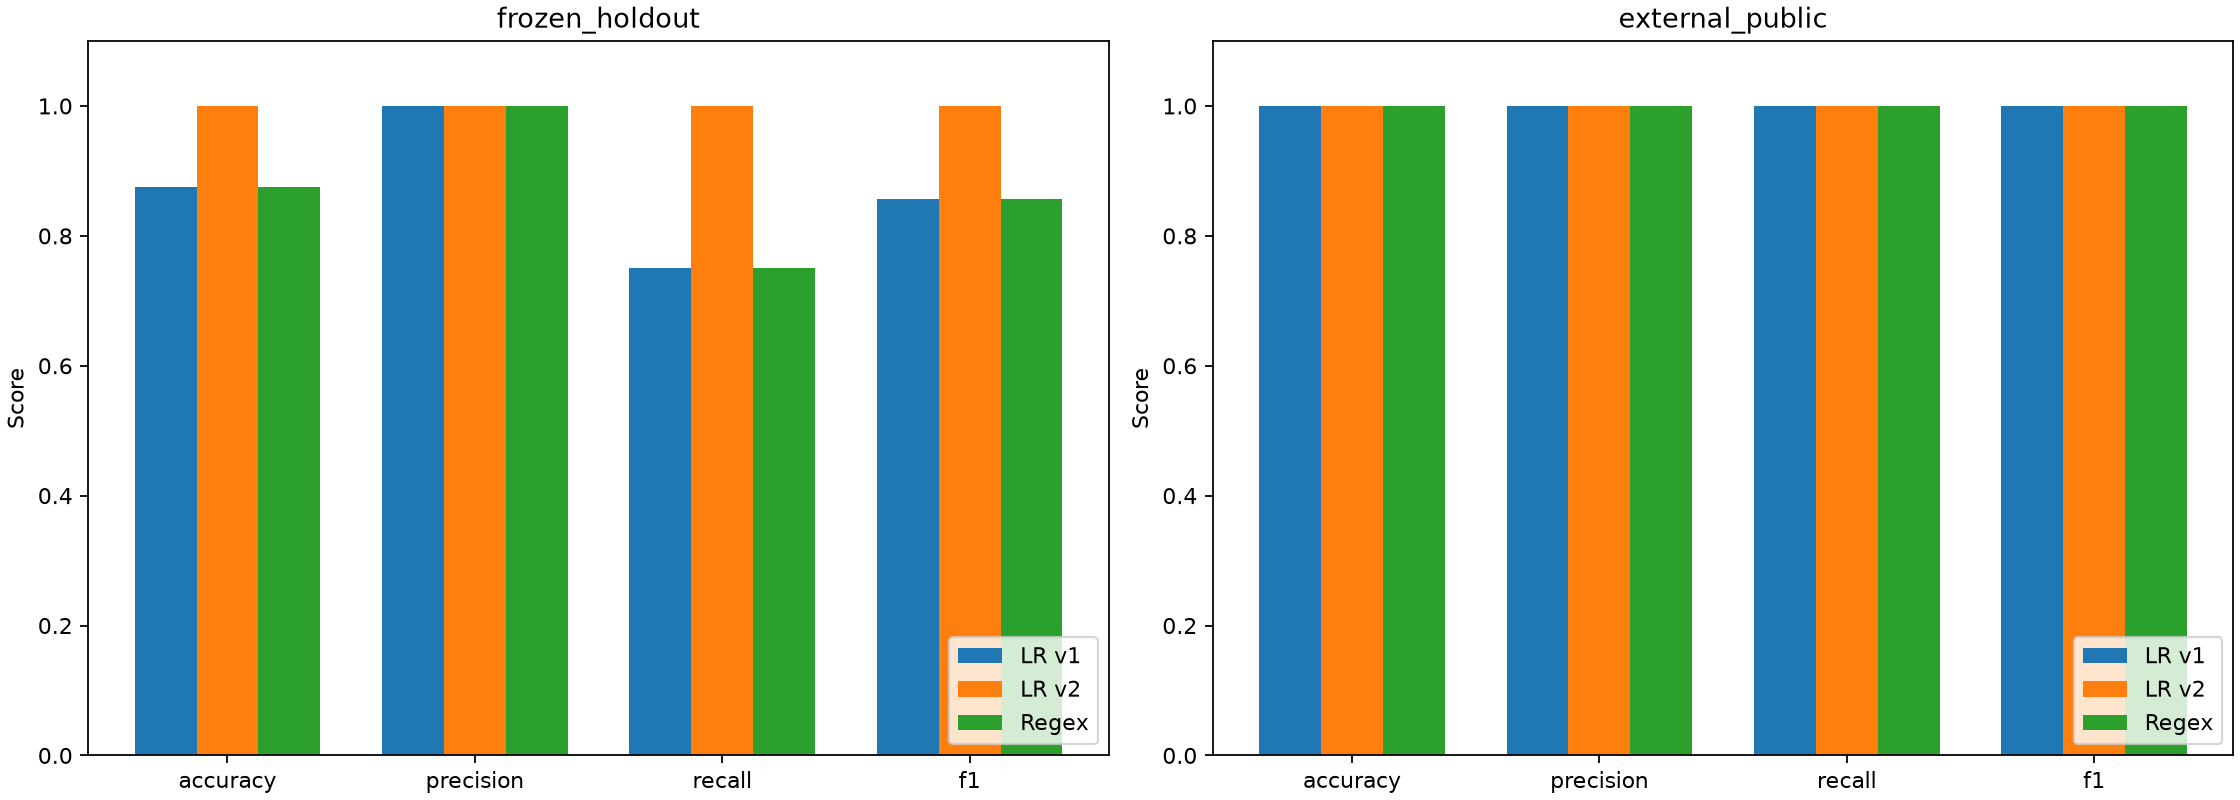 frozen_holdout
Score
1.0
0.8
0.6
0.4
0.2
0.0
accuracy precision recall f1
LR v1
LR v2
Regex
external_public
Score
1.0
0.8
0.6
0.4
0.2
0.0
accuracy precision recall f1
LR v1
LR v2
Regex